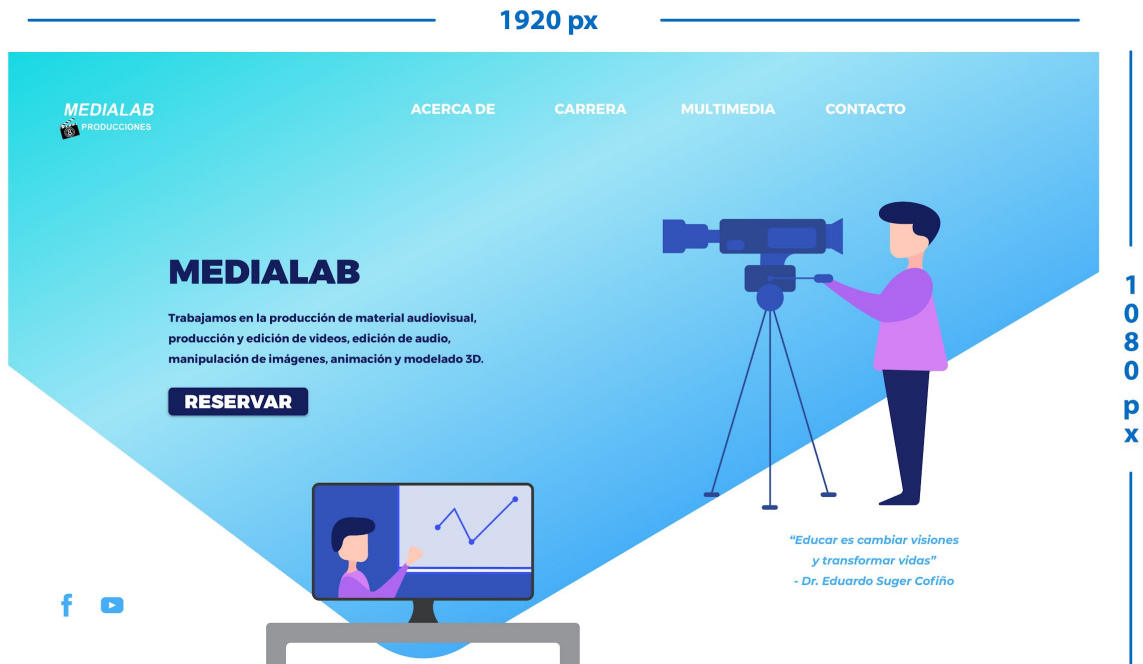 1920 px
MEDIALAB
PRODUCCIONES
ACERCA DE
CARRERA
MULTIMEDIA
CONTACTO
MEDIALAB
Trabajamos en la producción de material audiovisual,
producción y edición de videos, edición de audio,
manipulación de imágenes, animación y modelado 3D.
RESERVAR
“Educar es cambiar visiones
y transformar vidas”
- Dr. Eduardo Suger Cofiño
1080 px